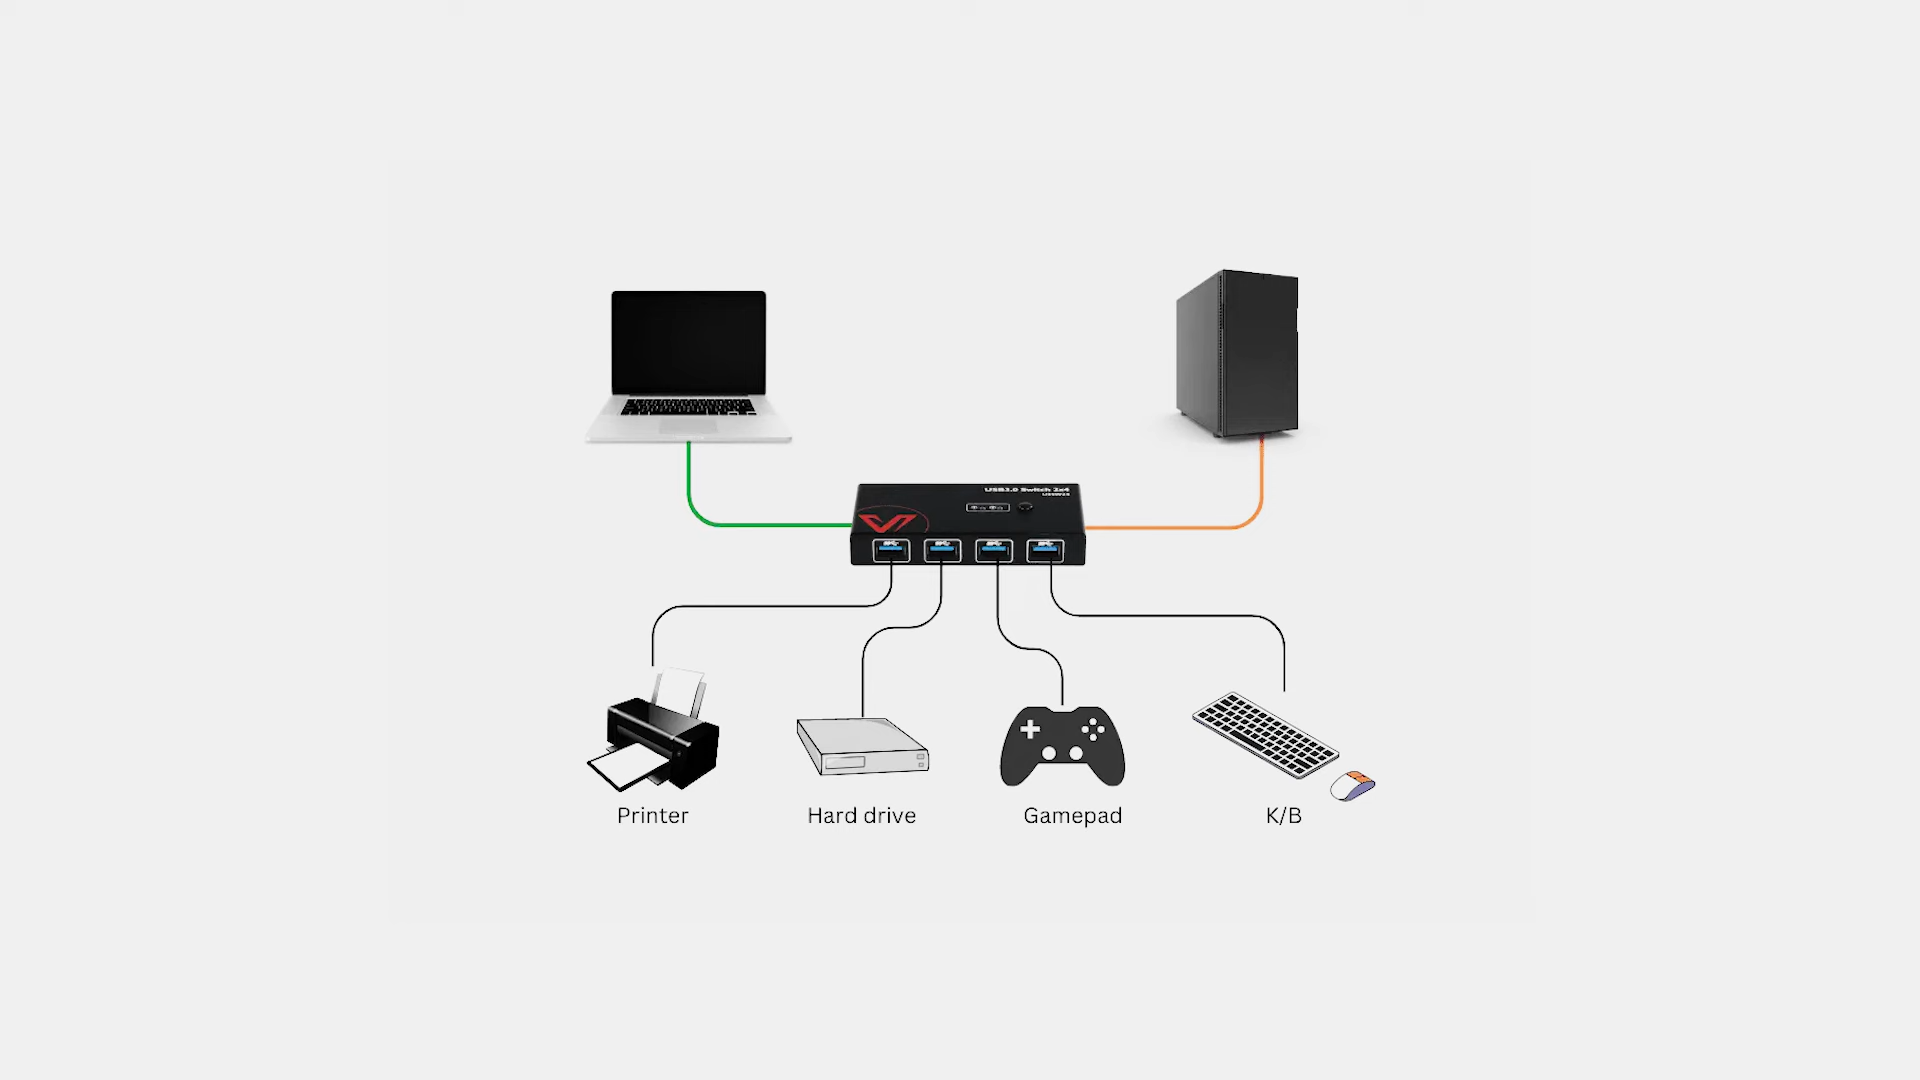 USB3.0 Switch 2x4
Printer
Hard drive
Gamepad
K/B